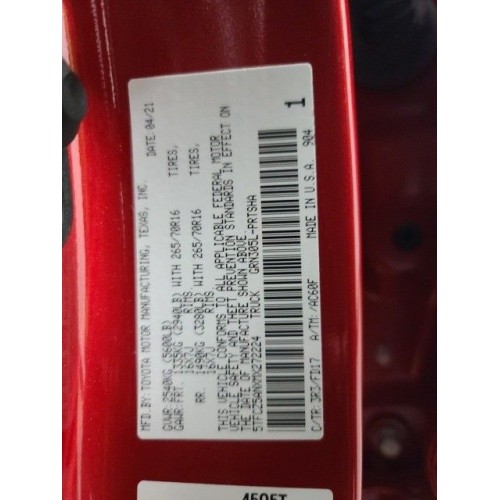 MFD.BY: TOYOTA MOTOR MANUFACTURING, TEXAS, INC. DATE 04/21
GVWR 2540KG (5600LB)
GAWR: FRT 1335KG (2940LB) WITH 265/70R16 TIRES,
16X7J RIMS
RR. 1490KG (3280LB) WITH 265/70R16 TIRES,
16X7J RIMS
THIS VEHICLE CONFORMS TO ALL APPLICABLE FEDERAL MOTOR
VEHICLE SAFETY AND THEFT PREVENTION STANDARDS IN EFFECT ON
THE DATE OF MANUFACTURE SHOWN ABOVE.
TRUCK GRN305L-PRTSHA
C/TR: 3R3/FD17 A/TM: /AC60F MADE IN U.S.A 904
1